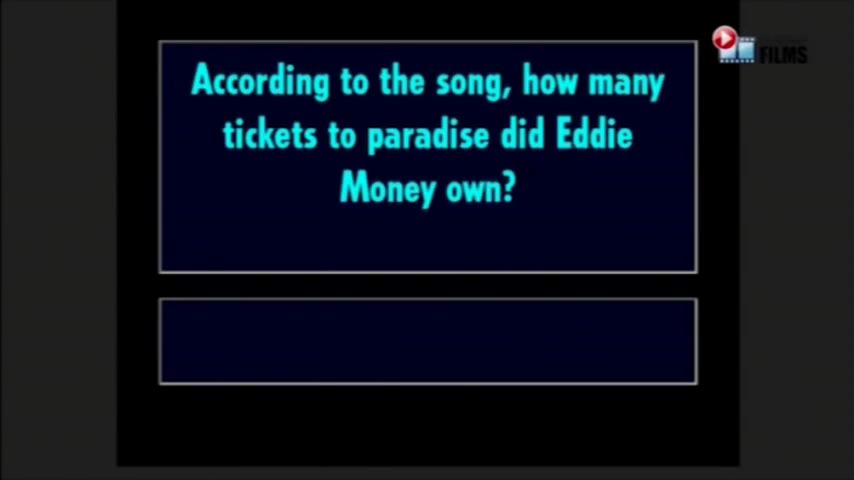 According to the song, how many
tickets to paradise did Eddie
Money own?
FILMS